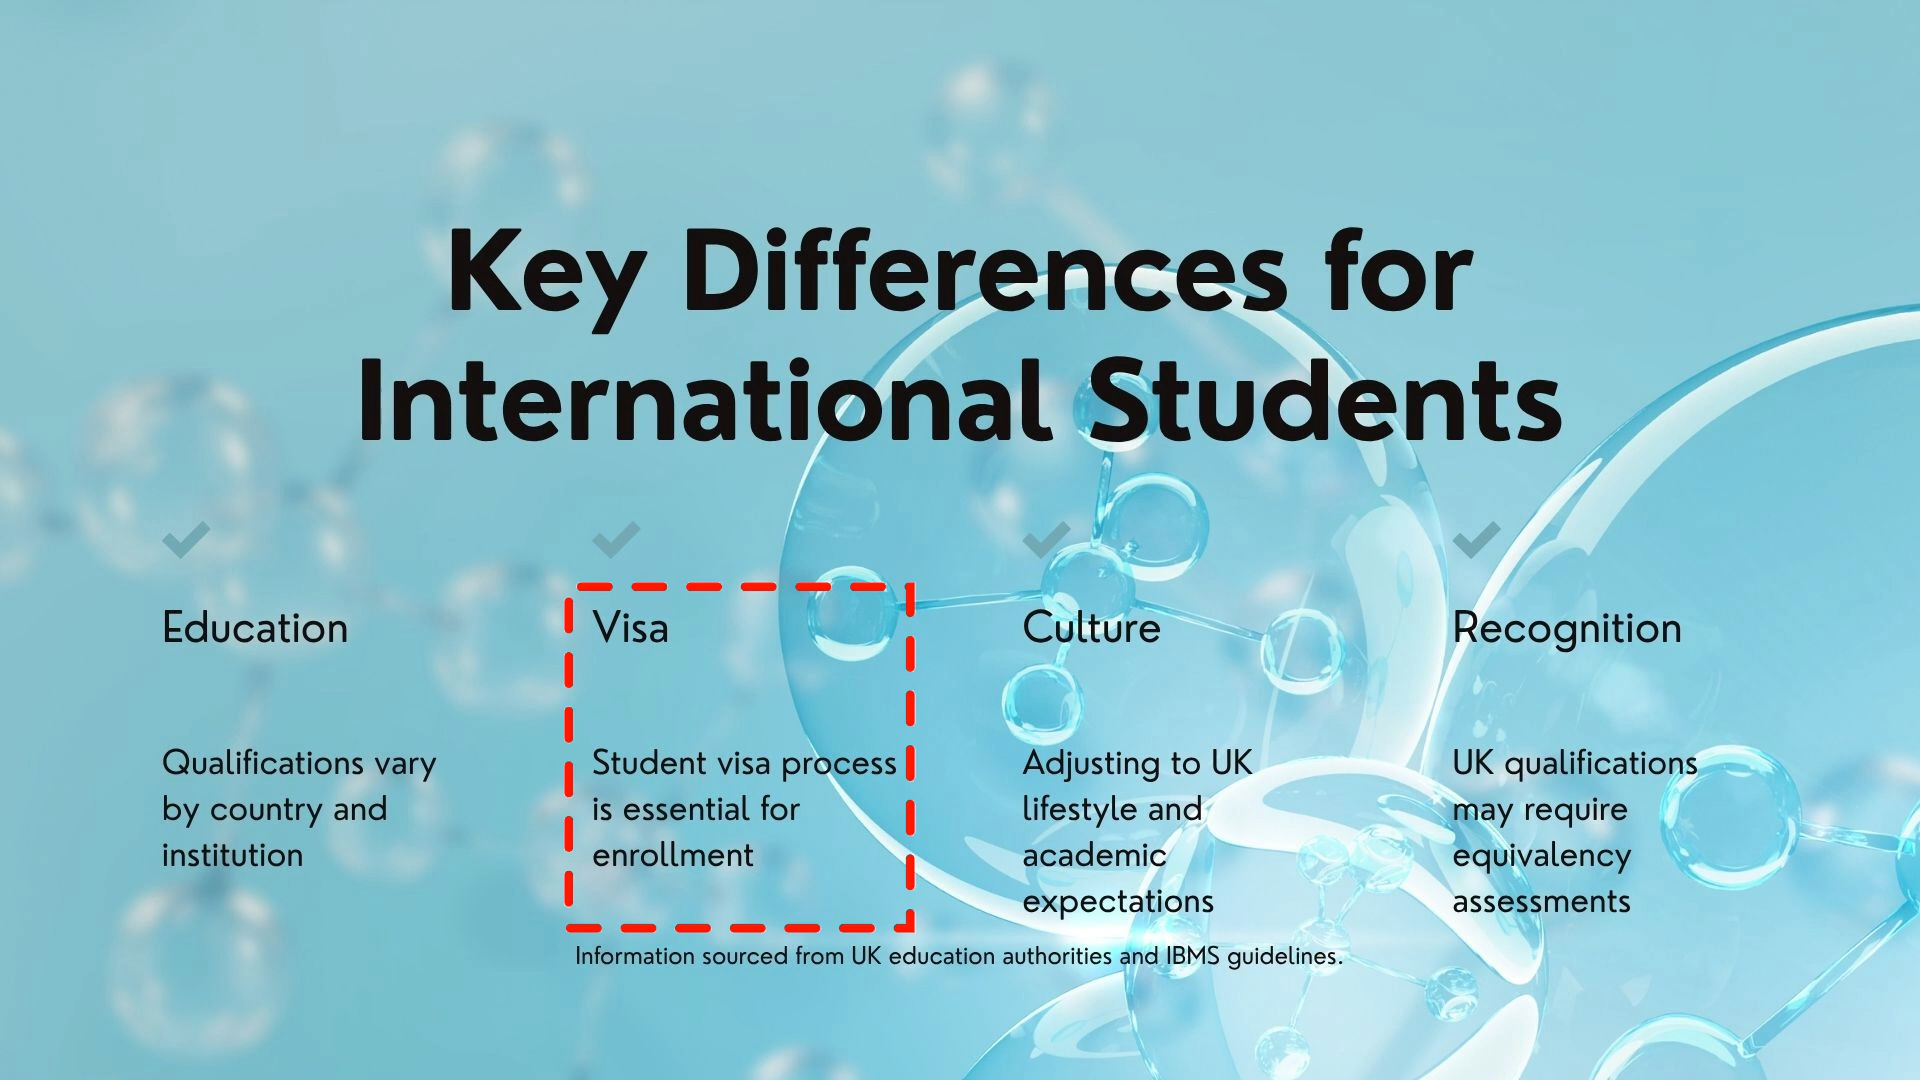 Key Differences for
International Students
Education
Qualifications vary
by country and
institution
Visa
Student visa process
is essential for
enrollment
Culture
Adjusting to UK
lifestyle and
academic
expectations
Recognition
UK qualifications
may require
equivalency
assessments
Information sourced from UK education authorities and IBMS guidelines.